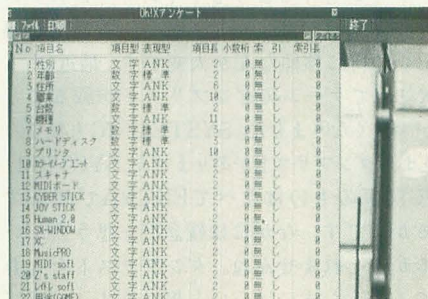 Oh!Xアンケート
ファイル 印刷 終了
No 項目名 項目型 表現型 項目長 小数桁 索引 索引長
1 性別 文字 ANK 2 0 無し 0
2 年齢 数字 標準 2 0 無し 0
3 住所 文字 ANK 6 0 無し 0
4 職業 文字 ANK 10 0 無し 0
5 台数 数字 標準 2 0 無し 0
6 機種 文字 ANK 11 0 無し 0
7 メモリ 数字 標準 3 0 無し 0
8 ハードディスク 数字 標準 3 0 無し 0
9 プリンタ 文字 ANK 10 0 無し 0
10 カラーイメージユニット 文字 ANK 2 0 無し 0
11 スキャナ 文字 ANK 2 0 無し 0
12 MIDIボード 文字 ANK 2 0 無し 0
13 CYBER STICK 文字 ANK 2 0 無し 0
14 JOY STICK 文字 ANK 2 0 無し 0
15 Human 2.0 文字 ANK 2 0 無し 0
16 SX-WINDOW 文字 ANK 2 0 無し 0
17 XC 文字 ANK 2 0 無し 0
18 MusicPRO 文字 ANK 2 0 無し 0
19 MIDI soft 文字 ANK 2 0 無し 0
20 Z's staff 文字 ANK 2 0 無し 0
21 soft 文字 ANK 2 0 無し 0
22 用途(GAME) 文字 ANK 2 0 無し 0